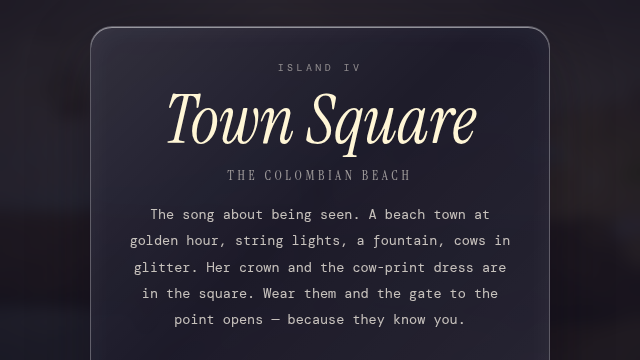 ISLAND IV
Town Square
THE COLOMBIAN BEACH
The song about being seen. A beach town at
golden hour, string lights, a fountain, cows in
glitter. Her crown and the cow-print dress are
in the square. Wear them and the gate to the
point opens — because they know you.